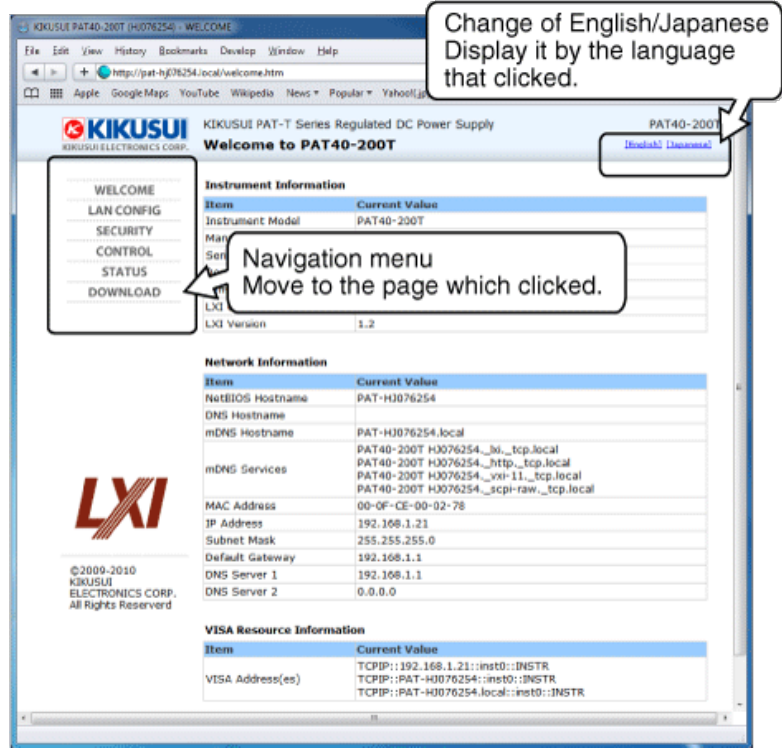 KIKUSUI PAT40-200T (HJ076254) - WELCOME
Change of English/Japanese
Display it by the language
that clicked.
File Edit View History Bookmarks Develop Window Help
http://pat-hj076254.local/welcome.htm
Apple Google Maps YouTube Wikipedia News Popular
KIKUSUI
KIKUSUI ELECTRONICS CORP.
KIKUSUI PAT-T Series Regulated DC Power Supply
PAT40-200T
Welcome to PAT40-200T
[English] [Japanese]
WELCOME
LAN CONFIG
SECURITY
CONTROL
STATUS
DOWNLOAD
Instrument Information
Item Current Value
Instrument Model PAT40-200T
Navigation menu
Move to the page which clicked.
LXI Version 1.2
Network Information
Item Current Value
NetBIOS Hostname PAT-HJ076254
DNS Hostname
mDNS Hostname PAT-HJ076254.local
mDNS Services
PAT40-200T HJ076254._lxi._tcp.local
PAT40-200T HJ076254._http._tcp.local
PAT40-200T HJ076254._vxi-11._tcp.local
PAT40-200T HJ076254._scpi-raw._tcp.local
MAC Address 00-0F-CE-00-02-78
IP Address 192.168.1.21
Subnet Mask 255.255.255.0
Default Gateway 192.168.1.1
DNS Server 1 192.168.1.1
DNS Server 2 0.0.0.0
LXI
©2009-2010
KIKUSUI
ELECTRONICS CORP.
All Rights Reserverd
VISA Resource Information
Item Current Value
VISA Address(es)
TCPIP::192.168.1.21::inst0::INSTR
TCPIP::PAT-HJ076254::inst0::INSTR
TCPIP::PAT-HJ076254.local::inst0::INSTR